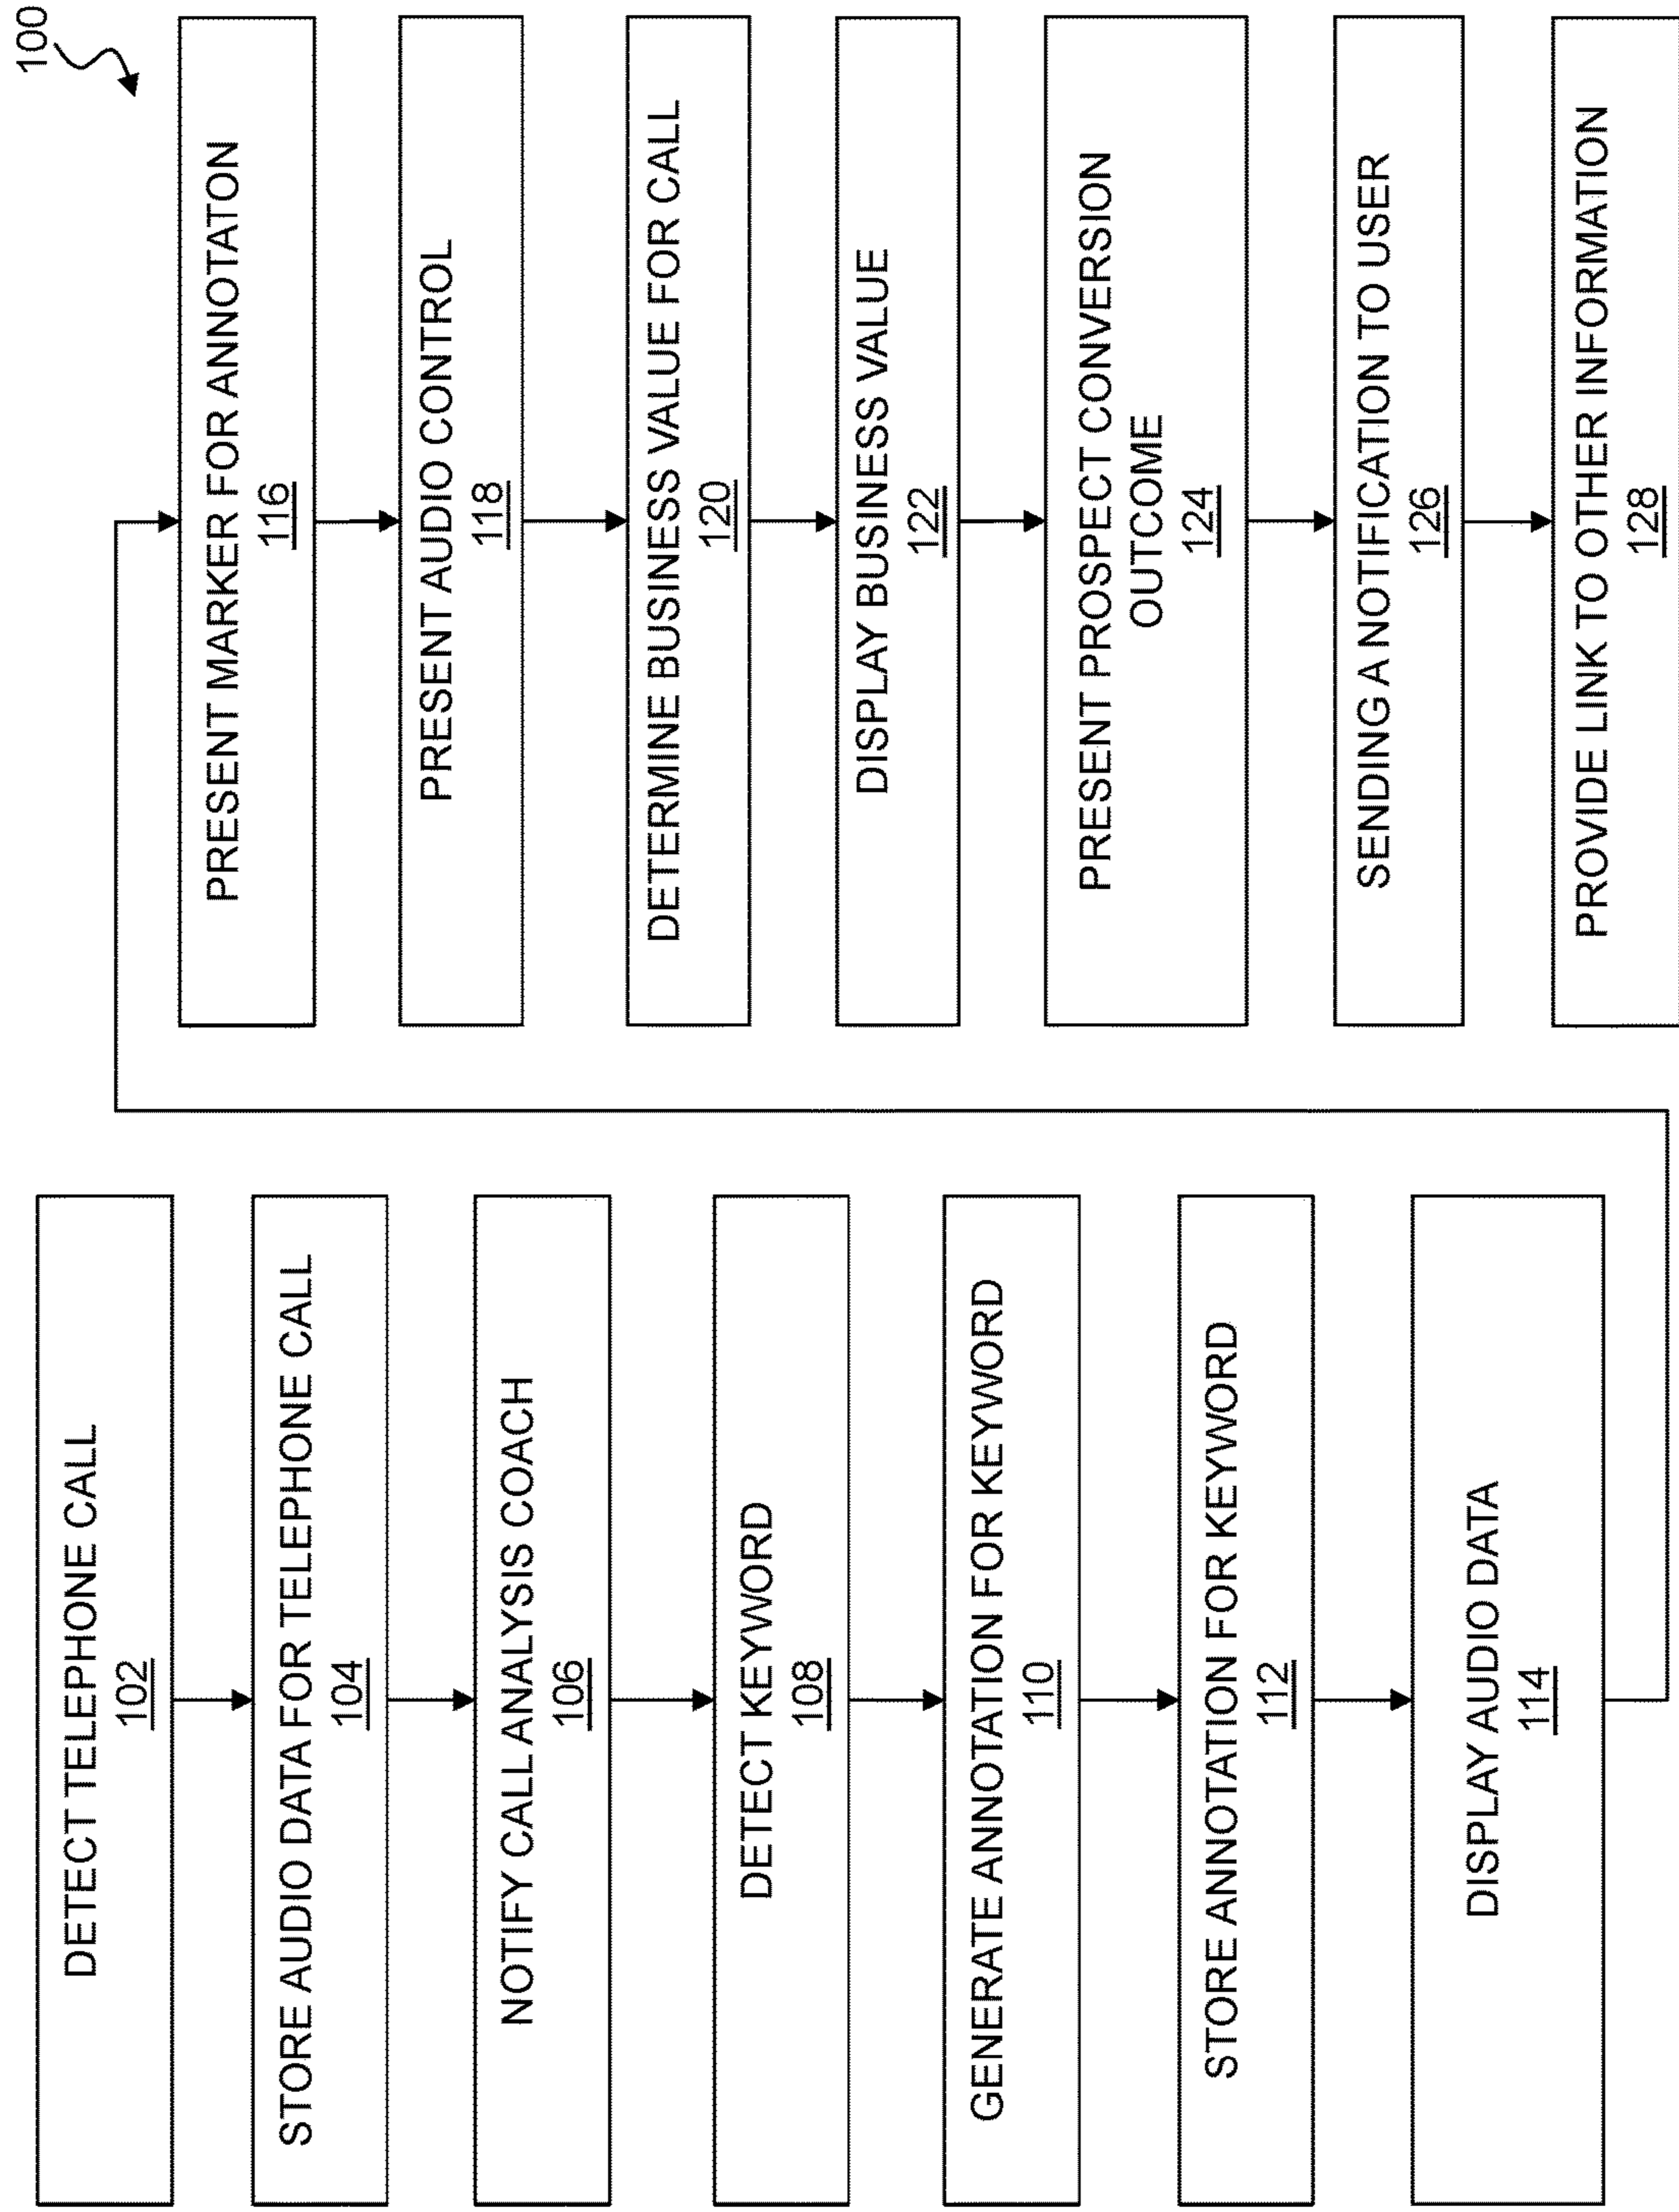 100
DETECT TELEPHONE CALL
102
STORE AUDIO DATA FOR TELEPHONE CALL
104
NOTIFY CALL ANALYSIS COACH
106
DETECT KEYWORD
108
GENERATE ANNOTATION FOR KEYWORD
110
STORE ANNOTATION FOR KEYWORD
112
DISPLAY AUDIO DATA
114
PRESENT MARKER FOR ANNOTATON
116
PRESENT AUDIO CONTROL
118
DETERMINE BUSINESS VALUE FOR CALL
120
DISPLAY BUSINESS VALUE
122
PRESENT PROSPECT CONVERSION
OUTCOME
124
SENDING A NOTIFICATION TO USER
126
PROVIDE LINK TO OTHER INFORMATION
128